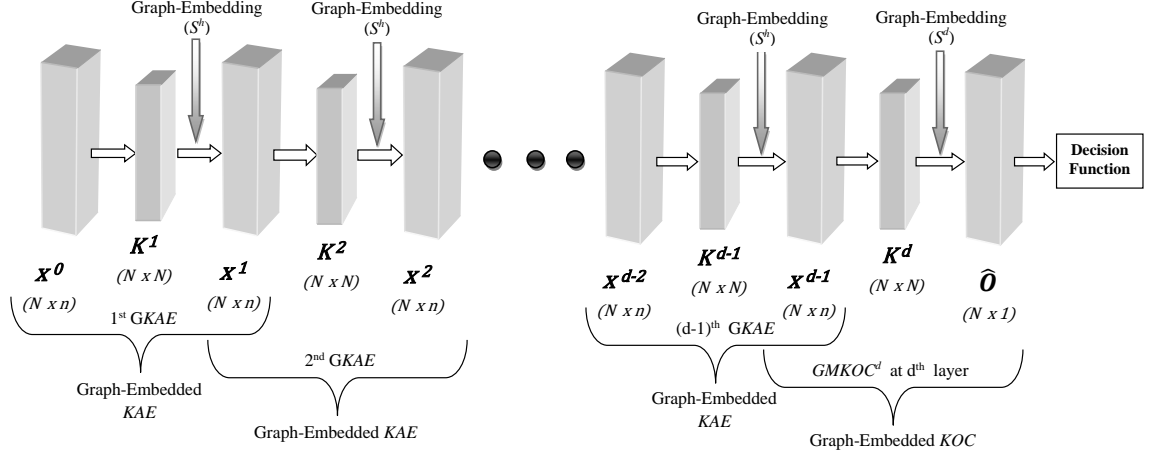 Graph-Embedding
(S^h)
Graph-Embedding
(S^h)
Graph-Embedding
(S^h)
Graph-Embedding
(S^d)
Decision
Function
K^1
(N x N)
K^2
(N x N)
K^{d-1}
(N x N)
K^d
(N x N)
x^0
(N x n)
x^1
(N x n)
x^2
(N x n)
x^{d-2}
(N x n)
x^{d-1}
(N x n)
Ô
(N x 1)
1^{st} GKAE
Graph-Embedded
KAE
2^{nd} GKAE
Graph-Embedded KAE
(d-1)^{th} GKAE
Graph-Embedded
KAE
GMKOC^d at d^{th} layer
Graph-Embedded KOC